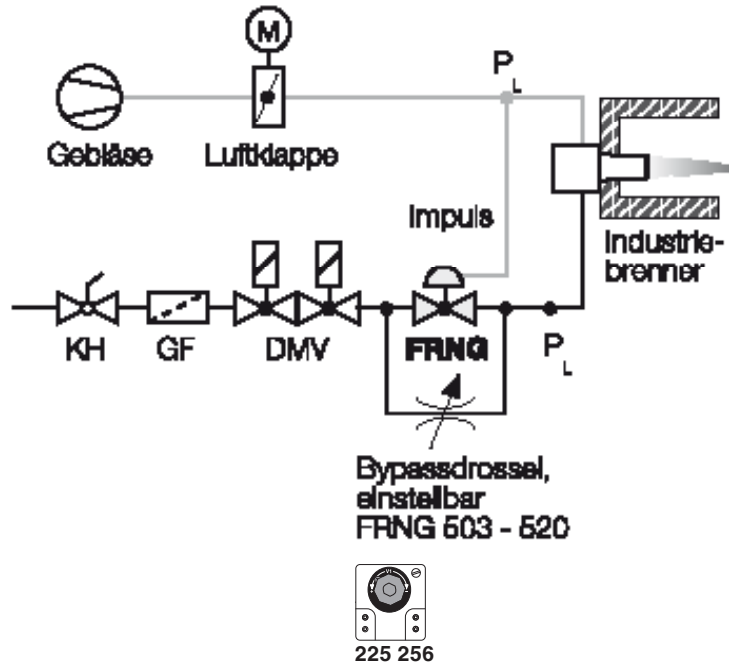 M
P
L
Gebläse
Luftklappe
Impuls
Industrie-
brenner
KH
GF
DMV
FRNG
P
L
Bypassdrossel,
einstellbar
FRNG 503 - 520
225 256